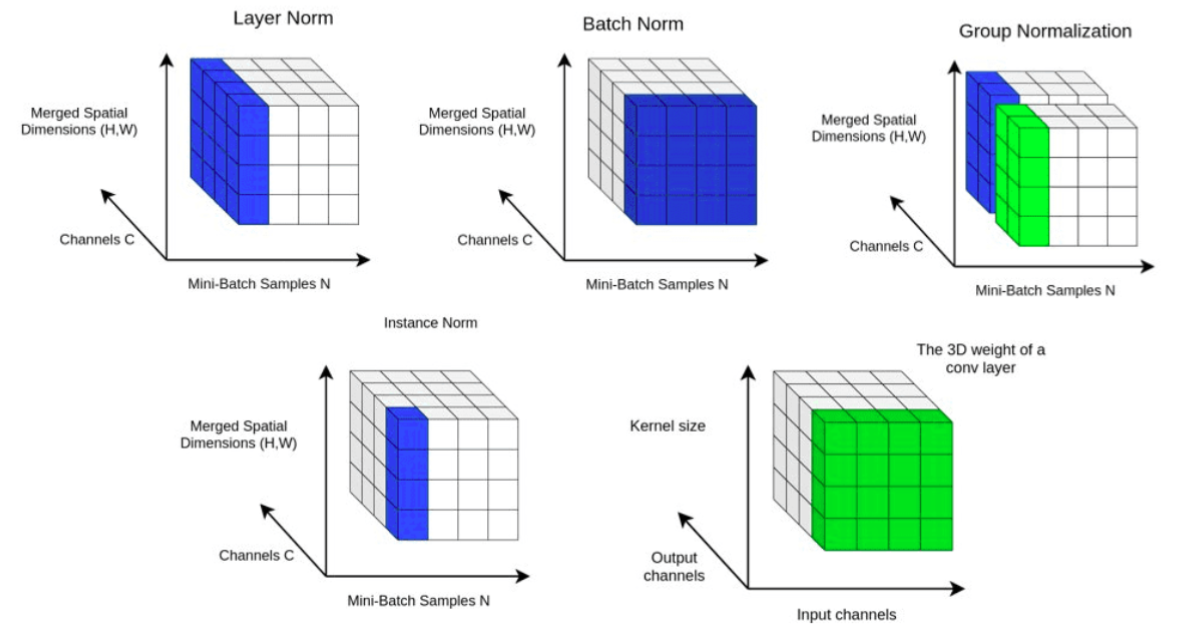 Layer Norm
Merged Spatial
Dimensions (H,W)
Channels C
Mini-Batch Samples N
Batch Norm
Merged Spatial
Dimensions (H,W)
Channels C
Mini-Batch Samples N
Group Normalization
Merged Spatial
Dimensions (H,W)
Channels C
Mini-Batch Samples N
Instance Norm
Merged Spatial
Dimensions (H,W)
Channels C
Mini-Batch Samples N
The 3D weight of a
conv layer
Kernel size
Output
channels
Input channels